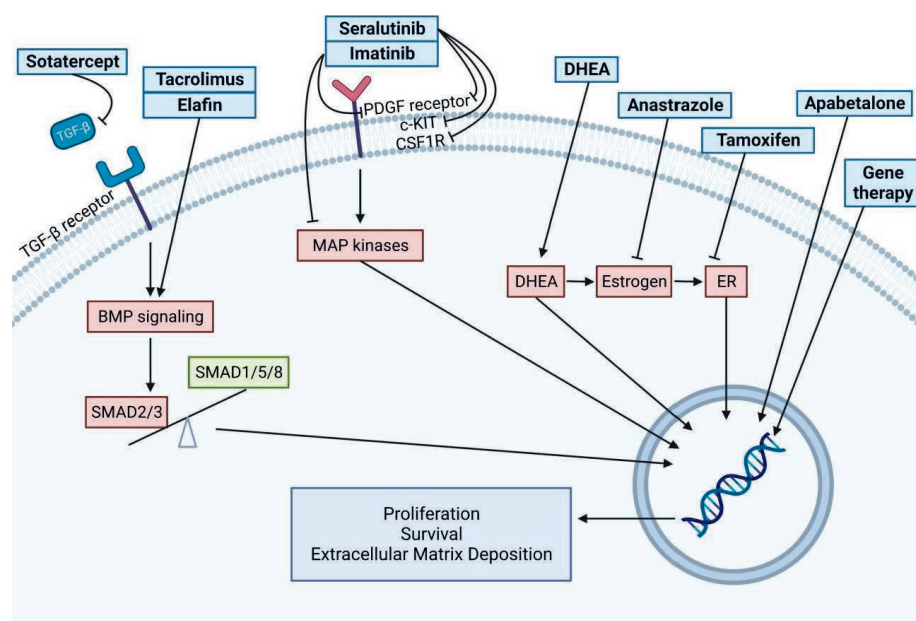 Sotatercept
Tacrolimus
Elafin
Seralutinib
Imatinib
DHEA
Anastrazole
Tamoxifen
Apabetalone
Gene
therapy
TGF-β
TGF-β receptor
PDGF receptor
c-KIT
CSF1R
MAP kinases
DHEA
Estrogen
ER
BMP signaling
SMAD1/5/8
SMAD2/3
Proliferation
Survival
Extracellular Matrix Deposition